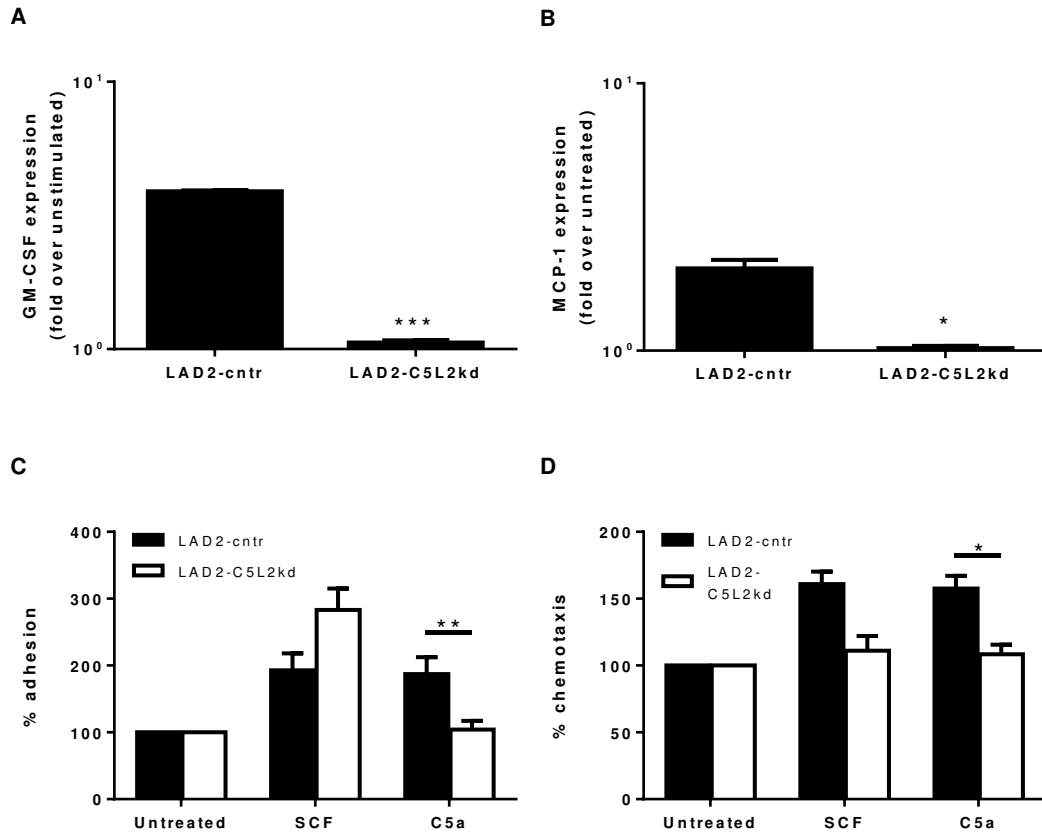 A
GM-CSF expression
(fold over unstimulated)
10¹
10⁰
***
LAD2-cntr
LAD2-C5L2kd
B
MCP-1 expression
(fold over untreated)
10¹
10⁰
*
LAD2-cntr
LAD2-C5L2kd
C
% adhesion
400
300
200
100
0
LAD2-cntr
LAD2-C5L2kd
**
Untreated
SCF
C5a
D
% chemotaxis
200
150
100
50
0
LAD2-cntr
LAD2-
C5L2kd
*
Untreated
SCF
C5a